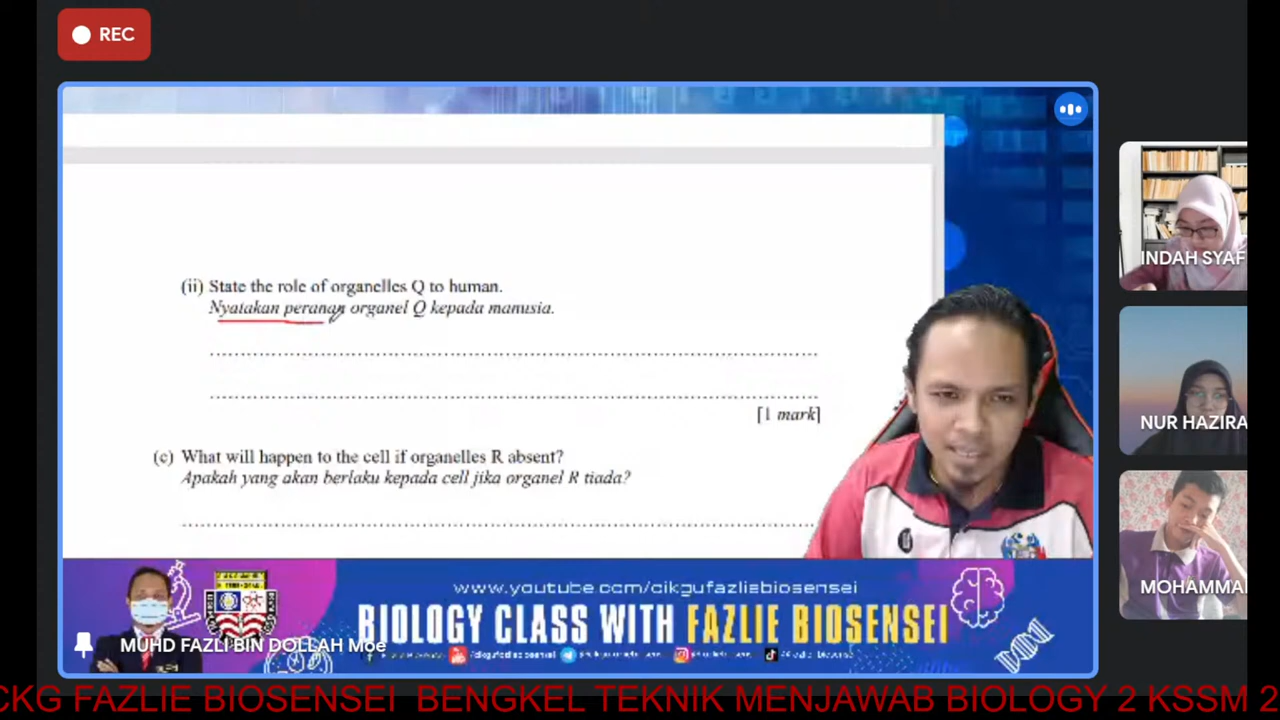 REC
(ii) State the role of organelles Q to human.
Nyatakan peranan organel Q kepada manusia.
[1 mark]
(c) What will happen to the cell if organelles R absent?
Apakah yang akan berlaku kepada cell jika organel R tiada?
INDAH SYAF
NUR HAZIRA
MOHAMMA
www.youtube.com/cikgufazliebiosensei
BIOLOGY CLASS WITH FAZLIE BIOSENSEI
MUHD FAZLI BIN DOLLAH Moe
CKG FAZLIE BIOSENSEI BENGKEL TEKNIK MENJAWAB BIOLOGY 2 KSSM 2